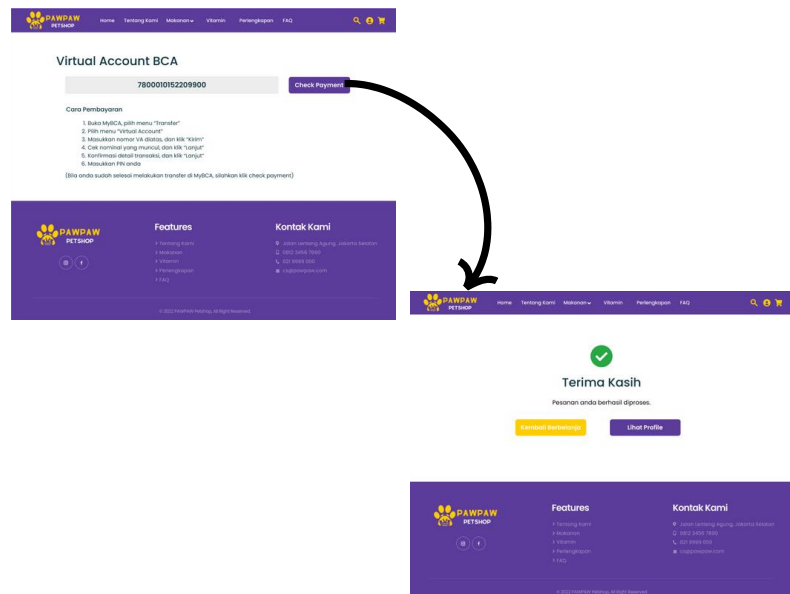 PAWPAW
PETSHOP
Home Tentang Kami Makanan Vitamin Perlengkapan FAQ
Virtual Account BCA
7800010152209900
Check Payment
Cara Pembayaran
1. Buka MyBCA, pilih menu "Transfer"
2. Pilih menu "Virtual Account"
3. Masukkan nomor VA diatas, dan klik "Kirim"
4. Cek nominal yang muncul, dan klik "Lanjut"
5. Konfirmasi detail transaksi, dan klik "Lanjut"
6. Masukkan PIN anda
(Bila anda sudah selesai melakukan transfer di MyBCA, silahkan klik check payment)
PAWPAW
PETSHOP
Features
> Tentang Kami
> Makanan
> Vitamin
> Perlengkapan
> FAQ
Kontak Kami
Jalan Lenteng Agung, Jakarta Selatan
0812 3456 7890
021 9999 000
cs@pawpaw.com
© 2022 PAWPAW Petshop, All Right Reserved.
PAWPAW
PETSHOP
Home Tentang Kami Makanan Vitamin Perlengkapan FAQ
Terima Kasih
Pesanan anda berhasil diproses.
Kembali Berbelanja
Lihat Profile
PAWPAW
PETSHOP
Features
> Tentang Kami
> Makanan
> Vitamin
> Perlengkapan
> FAQ
Kontak Kami
Jalan Lenteng Agung, Jakarta Selatan
0812 3456 7890
021 9999 000
cs@pawpaw.com
© 2022 PAWPAW Petshop, All Right Reserved.